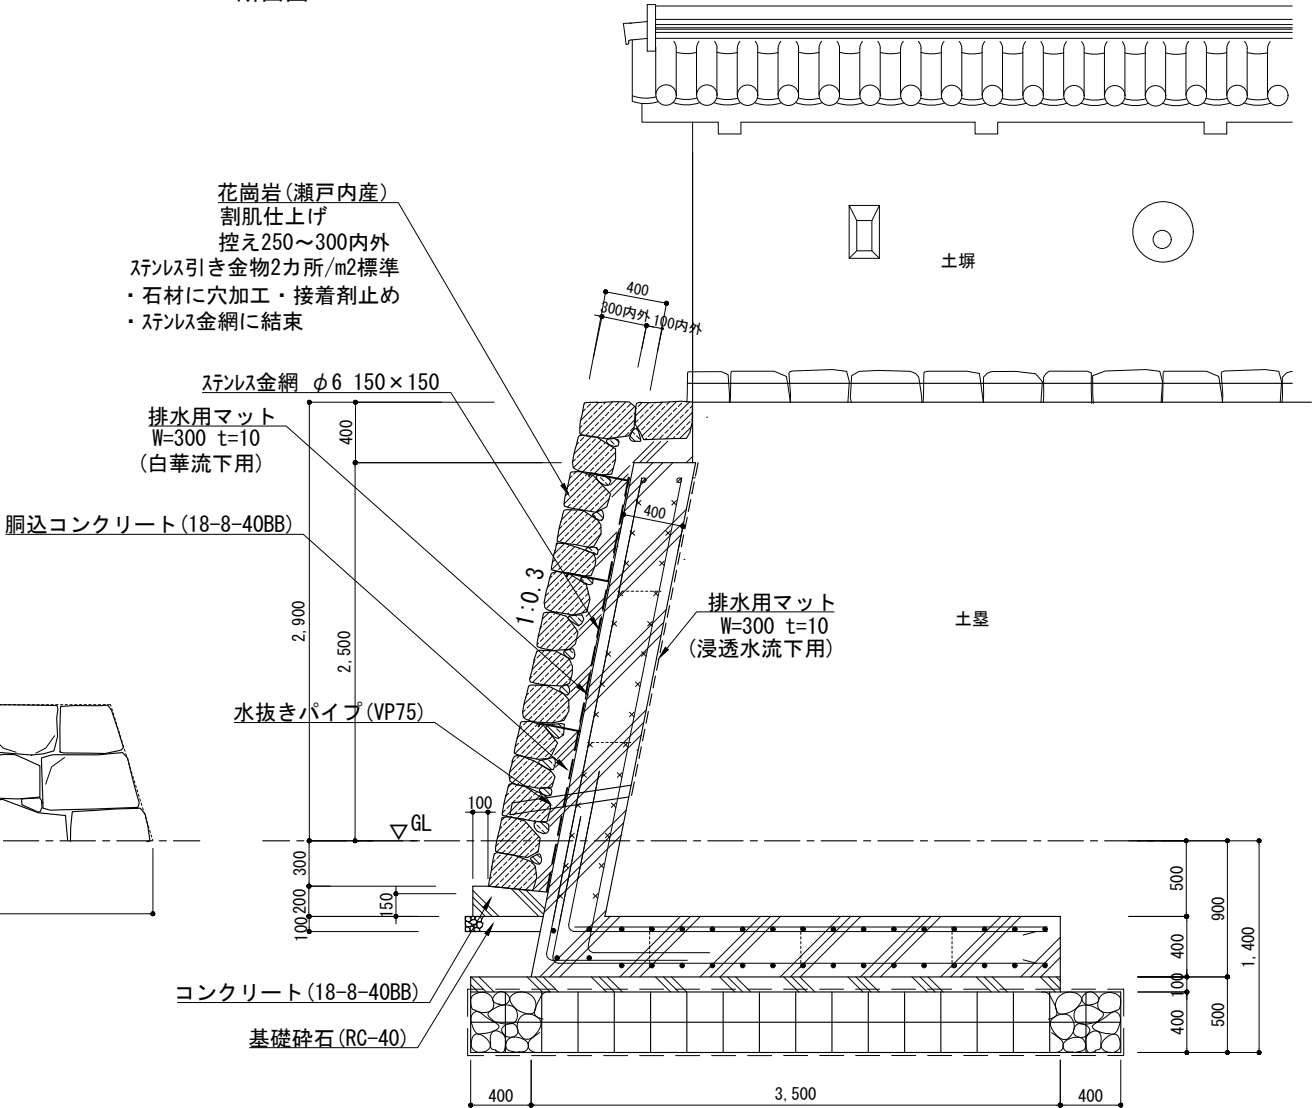 花崗岩(瀬戸内産)
割肌仕上げ
控え250～300内外
ｽﾃﾝﾚｽ引き金物2カ所/m2標準
・石材に穴加工・接着剤止め
・ｽﾃﾝﾚｽ金網に結束
土塀
400
300内外
100内外
ｽﾃﾝﾚｽ金網 φ6 150×150
排水用マット
W=300 t=10
(白華流下用)
400
胴込コンクリート(18-8-40BB)
400
1:0.3
排水用マット
W=300 t=10
(浸透水流下用)
土塁
2,900
2,500
水抜きパイプ(VP75)
100
GL
300
200
150
100
500
900
400
1,400
100
400
500
コンクリート(18-8-40BB)
基礎砕石(RC-40)
400
3,500
400